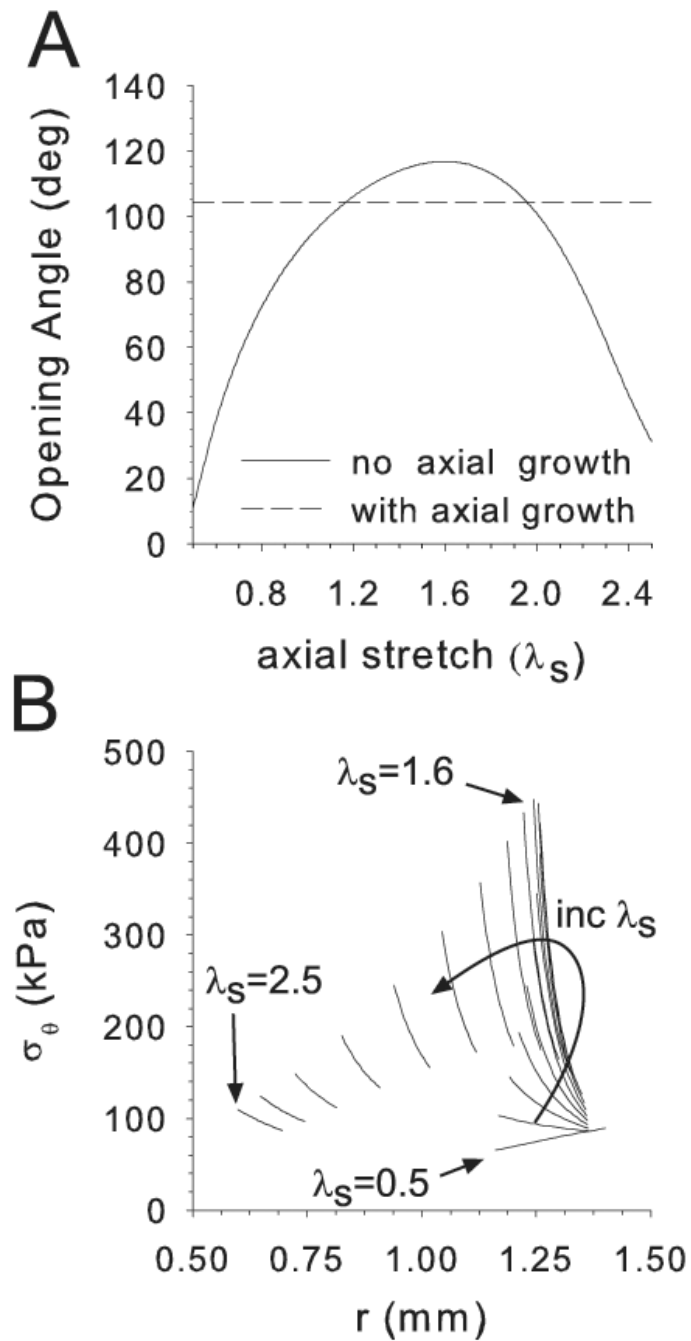 A
Opening Angle (deg)
140
120
100
80
60
40
20
0
no axial growth
with axial growth
0.8 1.2 1.6 2.0 2.4
axial stretch (λs)
B
σθ (kPa)
500
400
300
200
100
0
λs=1.6
inc λs
λs=2.5
λs=0.5
0.50 0.75 1.00 1.25 1.50
r (mm)